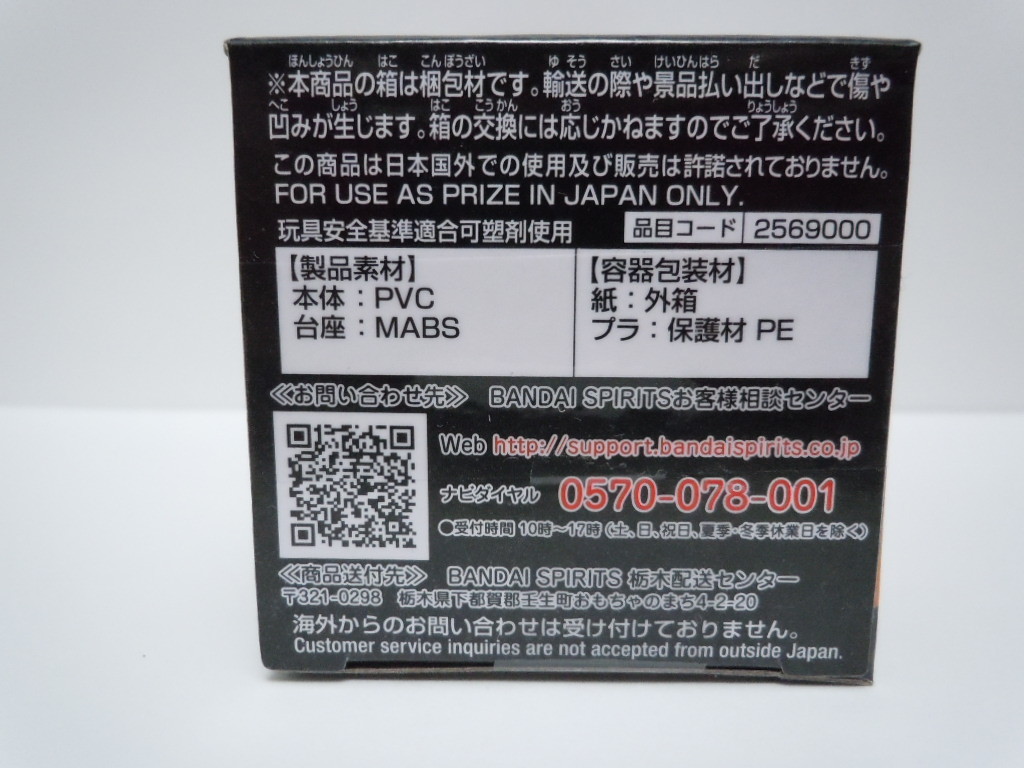 ほんしょうひん はこ こんぽうざい ゆそう さい けいひんはら だ きず
※本商品の箱は梱包材です。輸送の際や景品払い出しなどで傷や
へこ しょう はこ こうかん おう りょうしょう
凹みが生じます。箱の交換には応じかねますのでご了承ください。
この商品は日本国外での使用及び販売は許諾されておりません。
FOR USE AS PRIZE IN JAPAN ONLY.
玩具安全基準適合可塑剤使用 品目コード 2569000
【製品素材】
本体：PVC
台座：MABS
【容器包装材】
紙：外箱
プラ：保護材 PE
≪お問い合わせ先≫ BANDAI SPIRITSお客様相談センター
Web http://support.bandaispirits.co.jp
ナビダイヤル 0570-078-001
●受付時間 10時～17時（土、日、祝日、夏季・冬季休業日を除く）
≪商品送付先≫ BANDAI SPIRITS 栃木配送センター
〒321-0298 栃木県下都賀郡壬生町おもちゃのまち4-2-20
海外からのお問い合わせは受け付けておりません。
Customer service inquiries are not accepted from outside Japan.